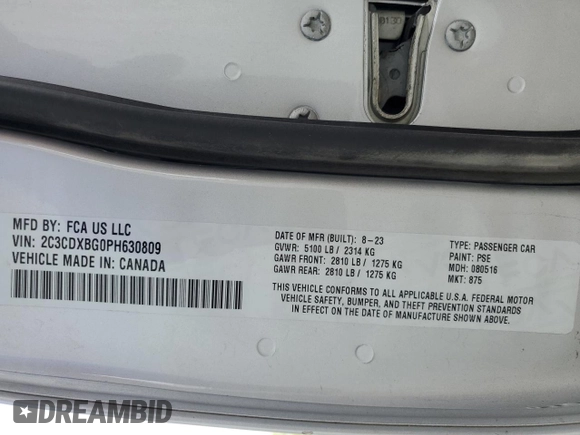 MFD BY: FCA US LLC
VIN: 2C3CDXBG0PH630809
VEHICLE MADE IN: CANADA
DATE OF MFR (BUILT): 8-23
GVWR: 5100 LB / 2314 KG
GAWR FRONT: 2810 LB / 1275 KG
GAWR REAR: 2810 LB / 1275 KG
TYPE: PASSENGER CAR
PAINT: PSE
MDH: 080516
MKT: 875
THIS VEHICLE CONFORMS TO ALL APPLICABLE U.S.A. FEDERAL MOTOR
VEHICLE SAFETY, BUMPER, AND THEFT PREVENTION STANDARDS
IN EFFECT ON THE DATE OF MANUFACTURE SHOWN ABOVE.
DREAMBID